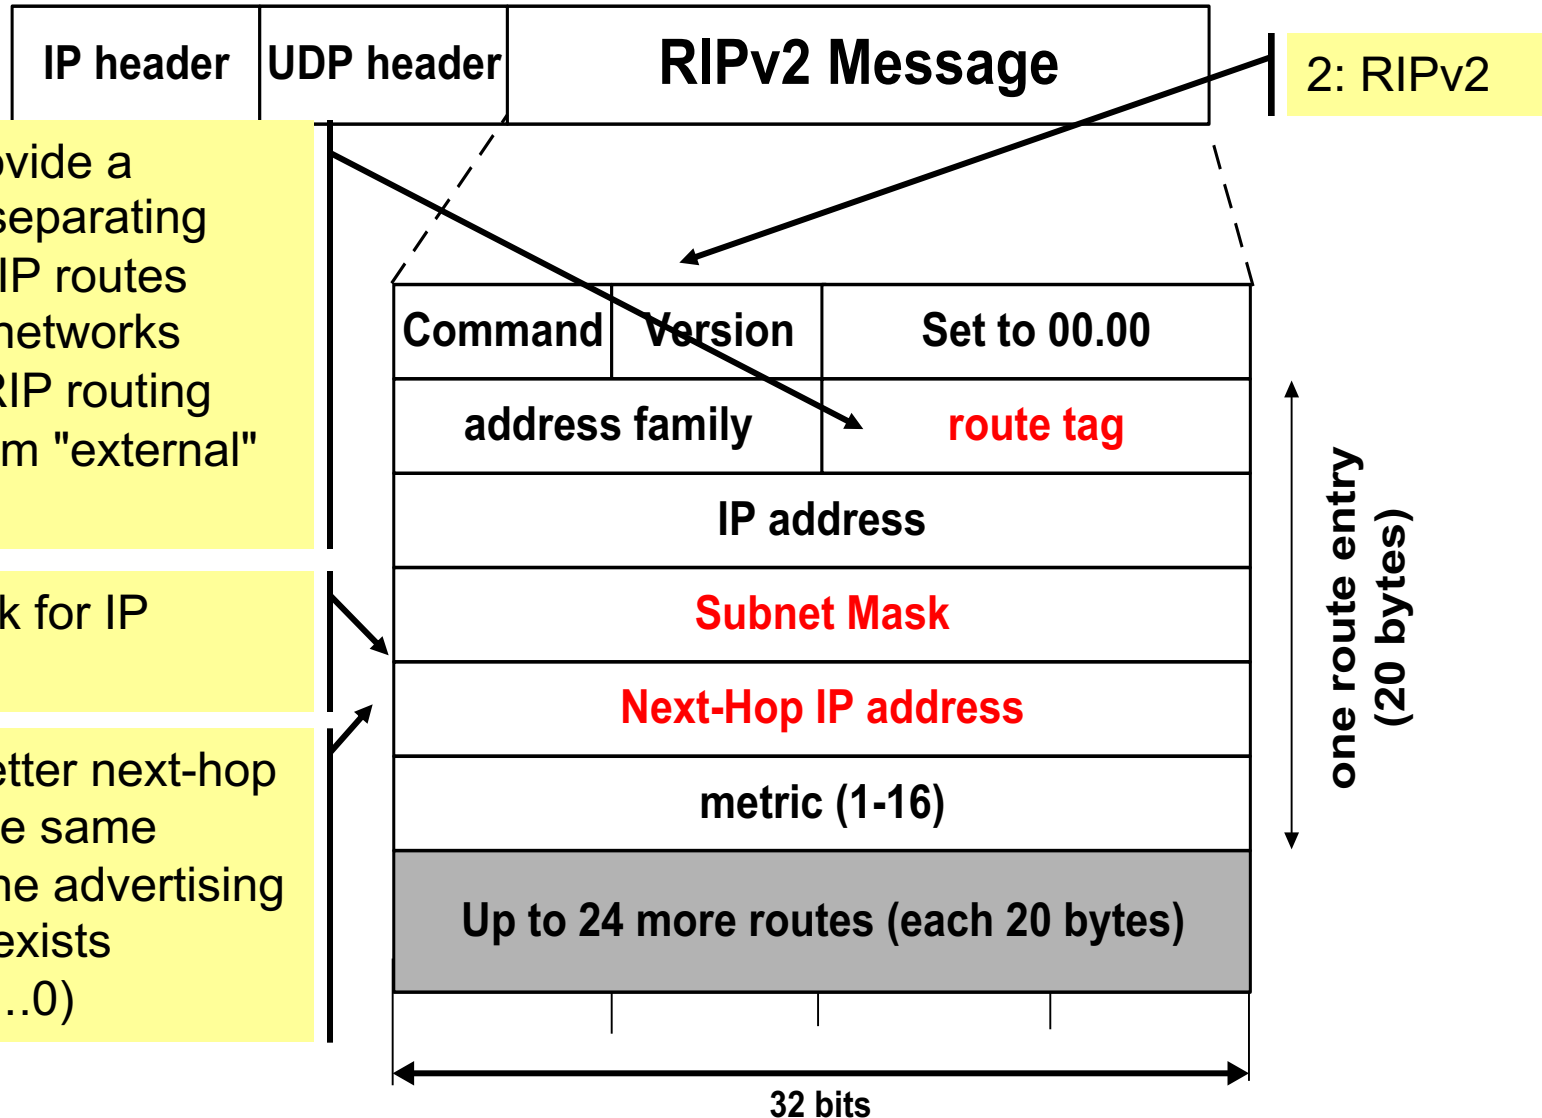 IP header UDP header RIPv2 Message
2: RIPv2
ovide a
separating
IP routes
networks
RIP routing
m "external"
k for IP
etter next-hop
e same
ne advertising
exists
...0)
Command Version Set to 00.00
address family route tag
IP address
Subnet Mask
Next-Hop IP address
metric (1-16)
Up to 24 more routes (each 20 bytes)
one route entry
(20 bytes)
32 bits